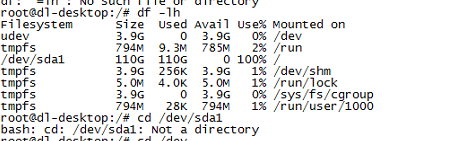 df: '-lh': No such file or directory
root@dl-desktop:/# df -lh
Filesystem Size Used Avail Use% Mounted on
udev 3.9G 0 3.9G 0% /dev
tmpfs 794M 9.3M 785M 2% /run
/dev/sda1 110G 110G 0 100% /
tmpfs 3.9G 256K 3.9G 1% /dev/shm
tmpfs 5.0M 4.0K 5.0M 1% /run/lock
tmpfs 3.9G 0 3.9G 0% /sys/fs/cgroup
tmpfs 794M 28K 794M 1% /run/user/1000
root@dl-desktop:/# cd /dev/sda1
bash: cd: /dev/sda1: Not a directory
root@dl-desktop:/# cd /dev